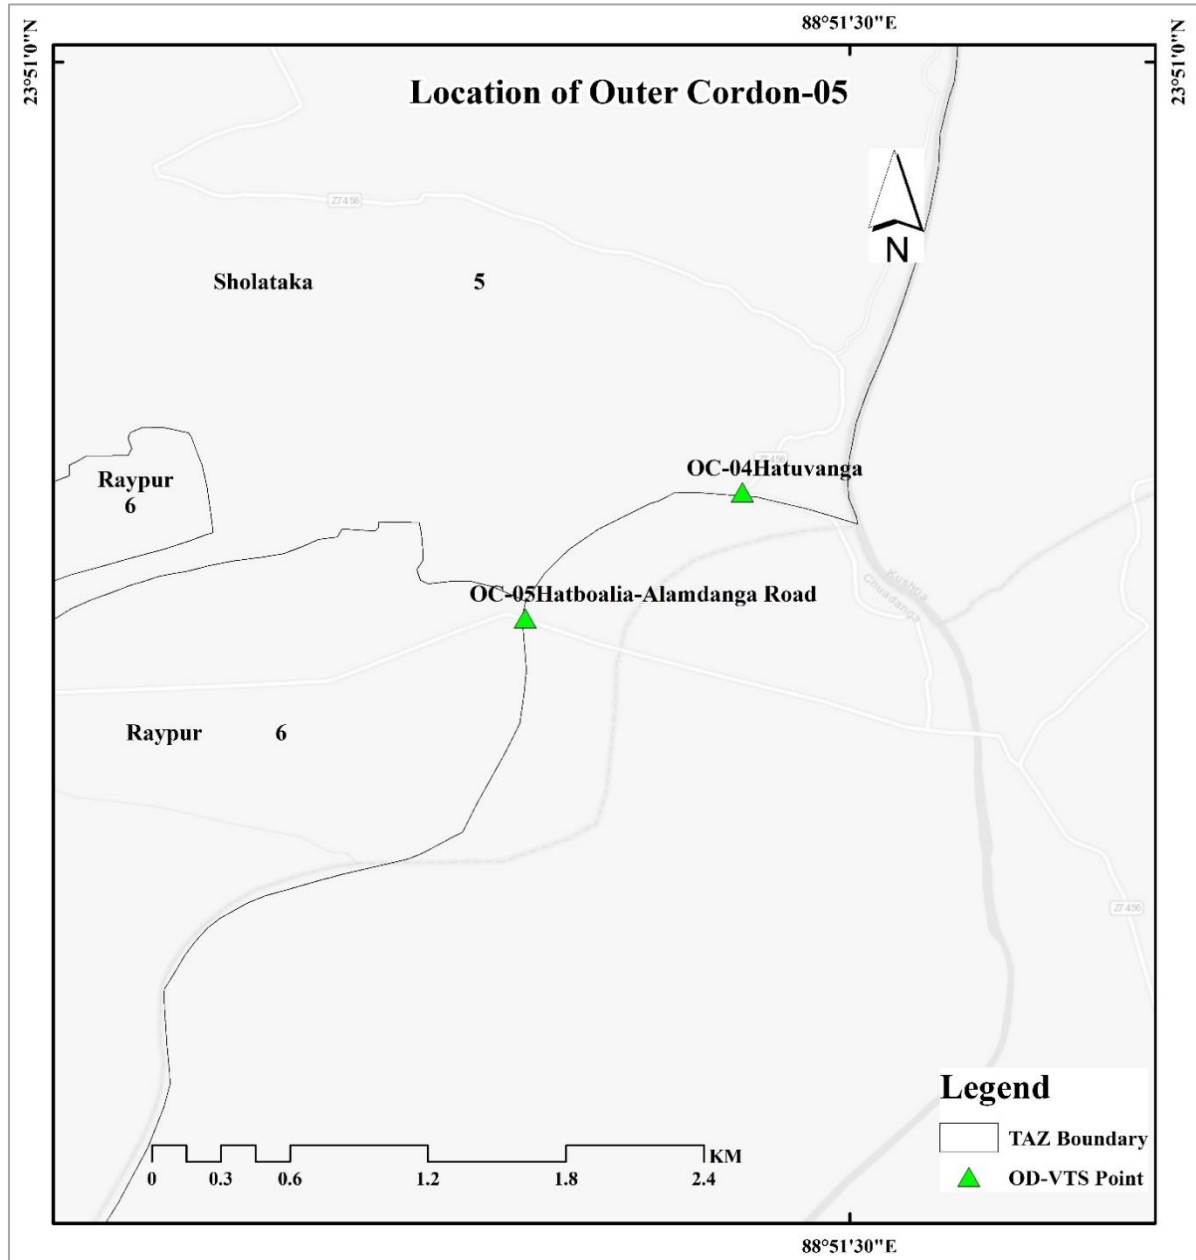 88°51'30"E
23°51'0"N
23°51'0"N
Location of Outer Cordon-05
Z7456
N
Sholataka 5
OC-04Hatuvanga
Raypur
6
Kushtia
Chuadanga
OC-05Hatboalia-Alamdanga Road
Raypur 6
Z7456
Legend
TAZ Boundary
OD-VTS Point
KM
0 0.3 0.6 1.2 1.8 2.4
88°51'30"E